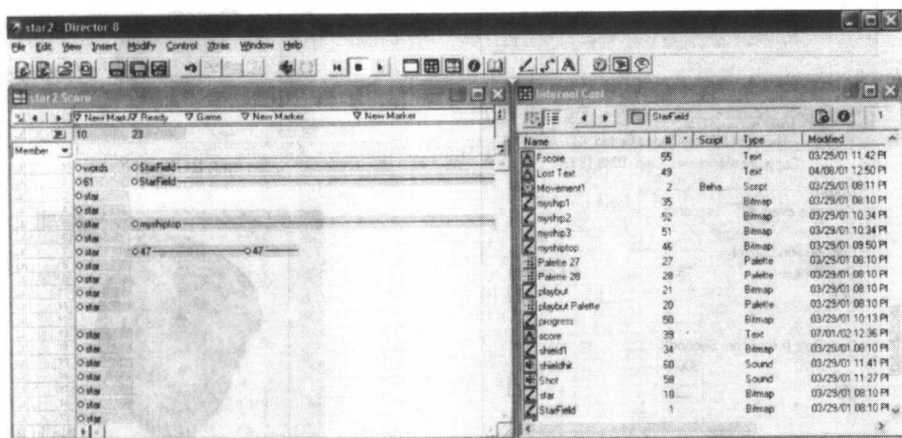 star2 - Director 8
File Edit View Insert Modify Control Xtras Window Help
star2 Score
New Mark Ready Game New Marker New Marker
10 23
Member
words StarField
61 StarField
star
star
star myshiptop
star
star 47 47
star
star
star
star
star
star
star
star
star
star
star
Internal Cast
StarField 1
Name # * Script Type Modified
Fscore 55 Text 03/29/01 11:42 PM
Lost Text 49 Text 04/08/01 12:50 PM
Movement1 2 Beha... Script 03/29/01 08:11 PM
myship1 35 Bitmap 03/29/01 08:10 PM
myship2 52 Bitmap 03/29/01 10:34 PM
myship3 51 Bitmap 03/29/01 10:34 PM
myshiptop 46 Bitmap 03/29/01 09:50 PM
Palette 27 27 Palette 03/29/01 08:10 PM
Palette 28 28 Palette 03/29/01 08:10 PM
playbut 21 Bitmap 03/29/01 08:10 PM
playbut Palette 20 Palette 03/29/01 08:10 PM
progress 50 Bitmap 03/29/01 10:13 PM
score 39 Text 07/01/02 12:36 PM
shield1 34 Bitmap 03/29/01 08:10 PM
shieldhit 60 Sound 03/29/01 11:41 PM
Shot 58 Sound 03/29/01 11:27 PM
star 18 Bitmap 03/29/01 08:10 PM
StarField 1 Bitmap 03/29/01 08:10 PM